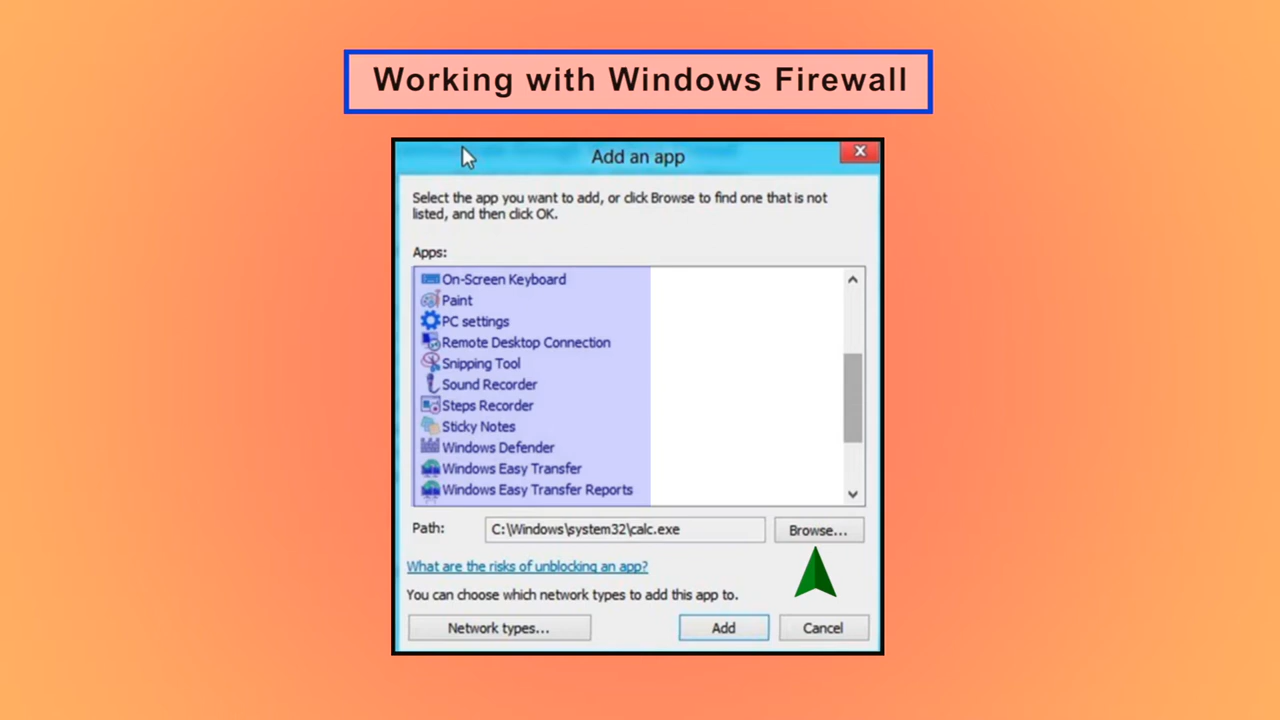 Working with Windows Firewall
Add an app
Select the app you want to add, or click Browse to find one that is not
listed, and then click OK.
Apps:
On-Screen Keyboard
Paint
PC settings
Remote Desktop Connection
Snipping Tool
Sound Recorder
Steps Recorder
Sticky Notes
Windows Defender
Windows Easy Transfer
Windows Easy Transfer Reports
Path: C:\Windows\system32\calc.exe Browse...
What are the risks of unblocking an app?
You can choose which network types to add this app to.
Network types... Add Cancel